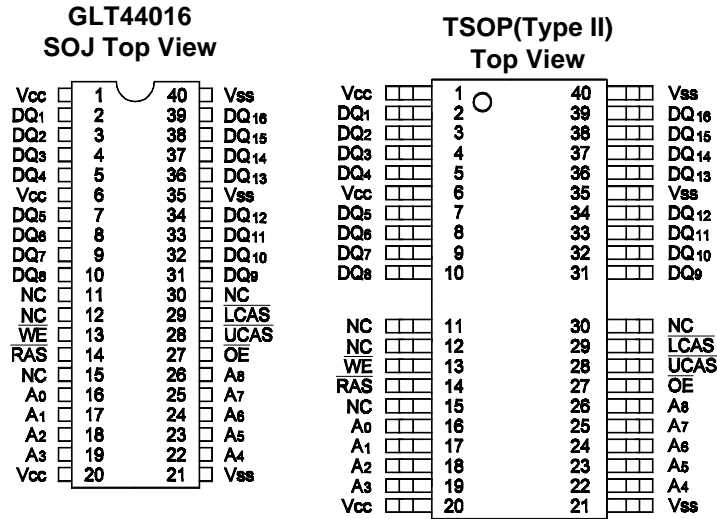 GLT44016
SOJ Top View
Vcc 1 40 Vss
DQ1 2 39 DQ16
DQ2 3 38 DQ15
DQ3 4 37 DQ14
DQ4 5 36 DQ13
Vcc 6 35 Vss
DQ5 7 34 DQ12
DQ6 8 33 DQ11
DQ7 9 32 DQ10
DQ8 10 31 DQ9
NC 11 30 NC
NC 12 29 LCAS
WE 13 28 UCAS
RAS 14 27 OE
NC 15 26 A8
A0 16 25 A7
A1 17 24 A6
A2 18 23 A5
A3 19 22 A4
Vcc 20 21 Vss
TSOP(Type II)
Top View
Vcc 1 40 Vss
DQ1 2 39 DQ16
DQ2 3 38 DQ15
DQ3 4 37 DQ14
DQ4 5 36 DQ13
Vcc 6 35 Vss
DQ5 7 34 DQ12
DQ6 8 33 DQ11
DQ7 9 32 DQ10
DQ8 10 31 DQ9
NC 11 30 NC
NC 12 29 LCAS
WE 13 28 UCAS
RAS 14 27 OE
NC 15 26 A8
A0 16 25 A7
A1 17 24 A6
A2 18 23 A5
A3 19 22 A4
Vcc 20 21 Vss